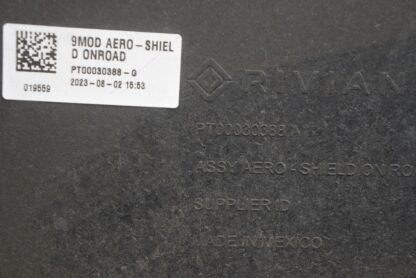 9MOD AERO-SHIEL
D ONROAD
PT00030388-G
2023-08-02 15:53
019559
RIVIAN
PT00030388 A
ASSY AERO-SHIELD ON RO
SUPPLIER ID
MADE IN MEXICO